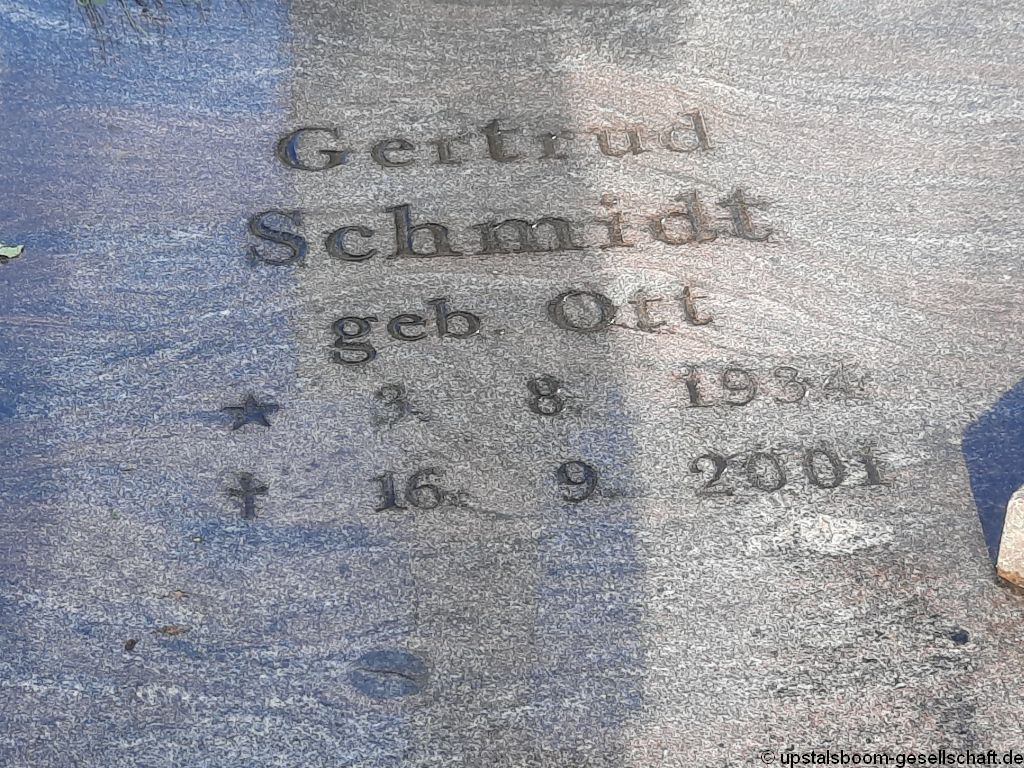 Gertrud
Schmidt
geb. Ott
★ 3. 8. 1934
✝ 16. 9. 2001
© upstalsboom-gesellschaft.de